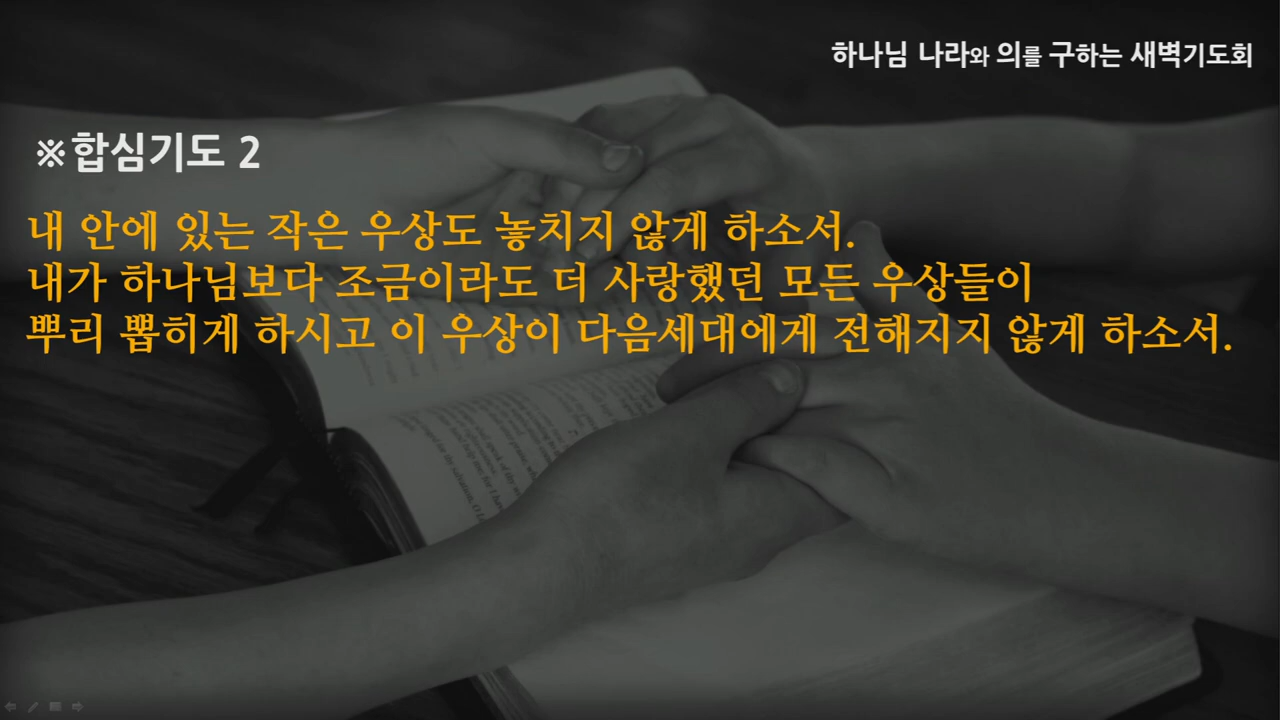 하나님 나라와 의를 구하는 새벽기도회
※합심기도 2
내 안에 있는 작은 우상도 놓치지 않게 하소서.
내가 하나님보다 조금이라도 더 사랑했던 모든 우상들이
뿌리 뽑히게 하시고 이 우상이 다음세대에게 전해지지 않게 하소서.